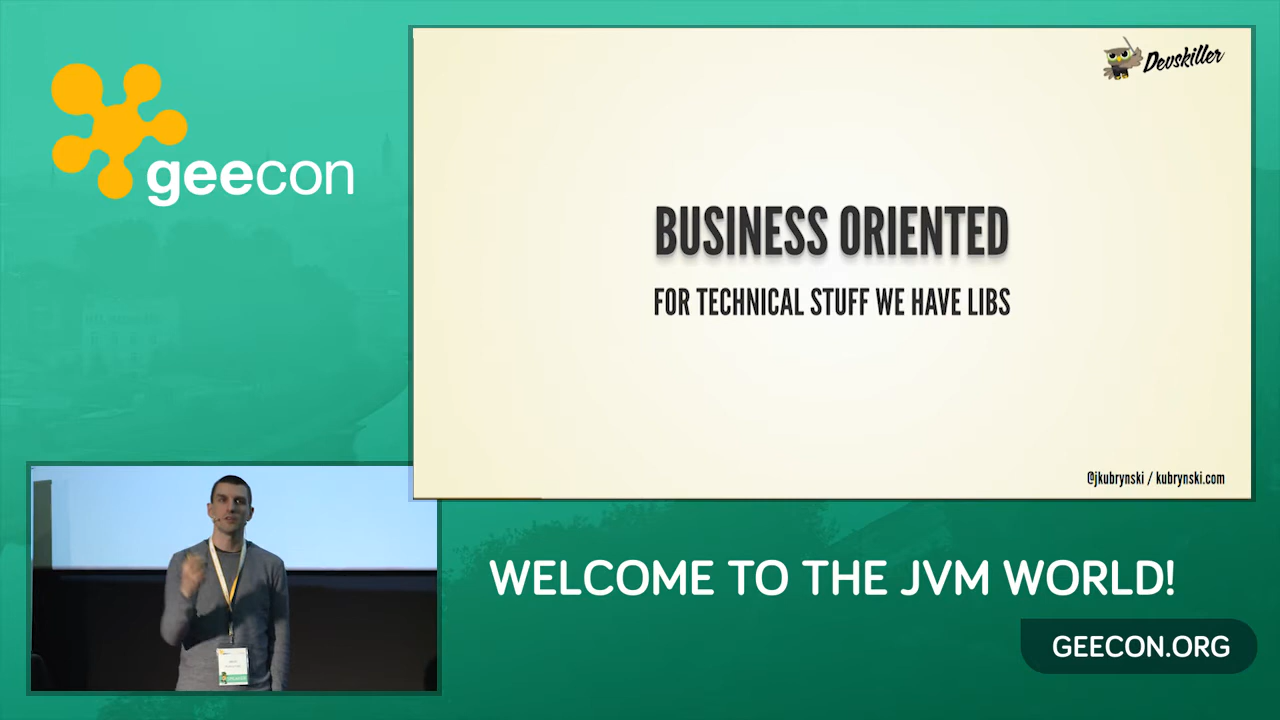 geecon
Devskiller
BUSINESS ORIENTED
FOR TECHNICAL STUFF WE HAVE LIBS
@jkubrynski / kubrynski.com
WELCOME TO THE JVM WORLD!
GEECON.ORG